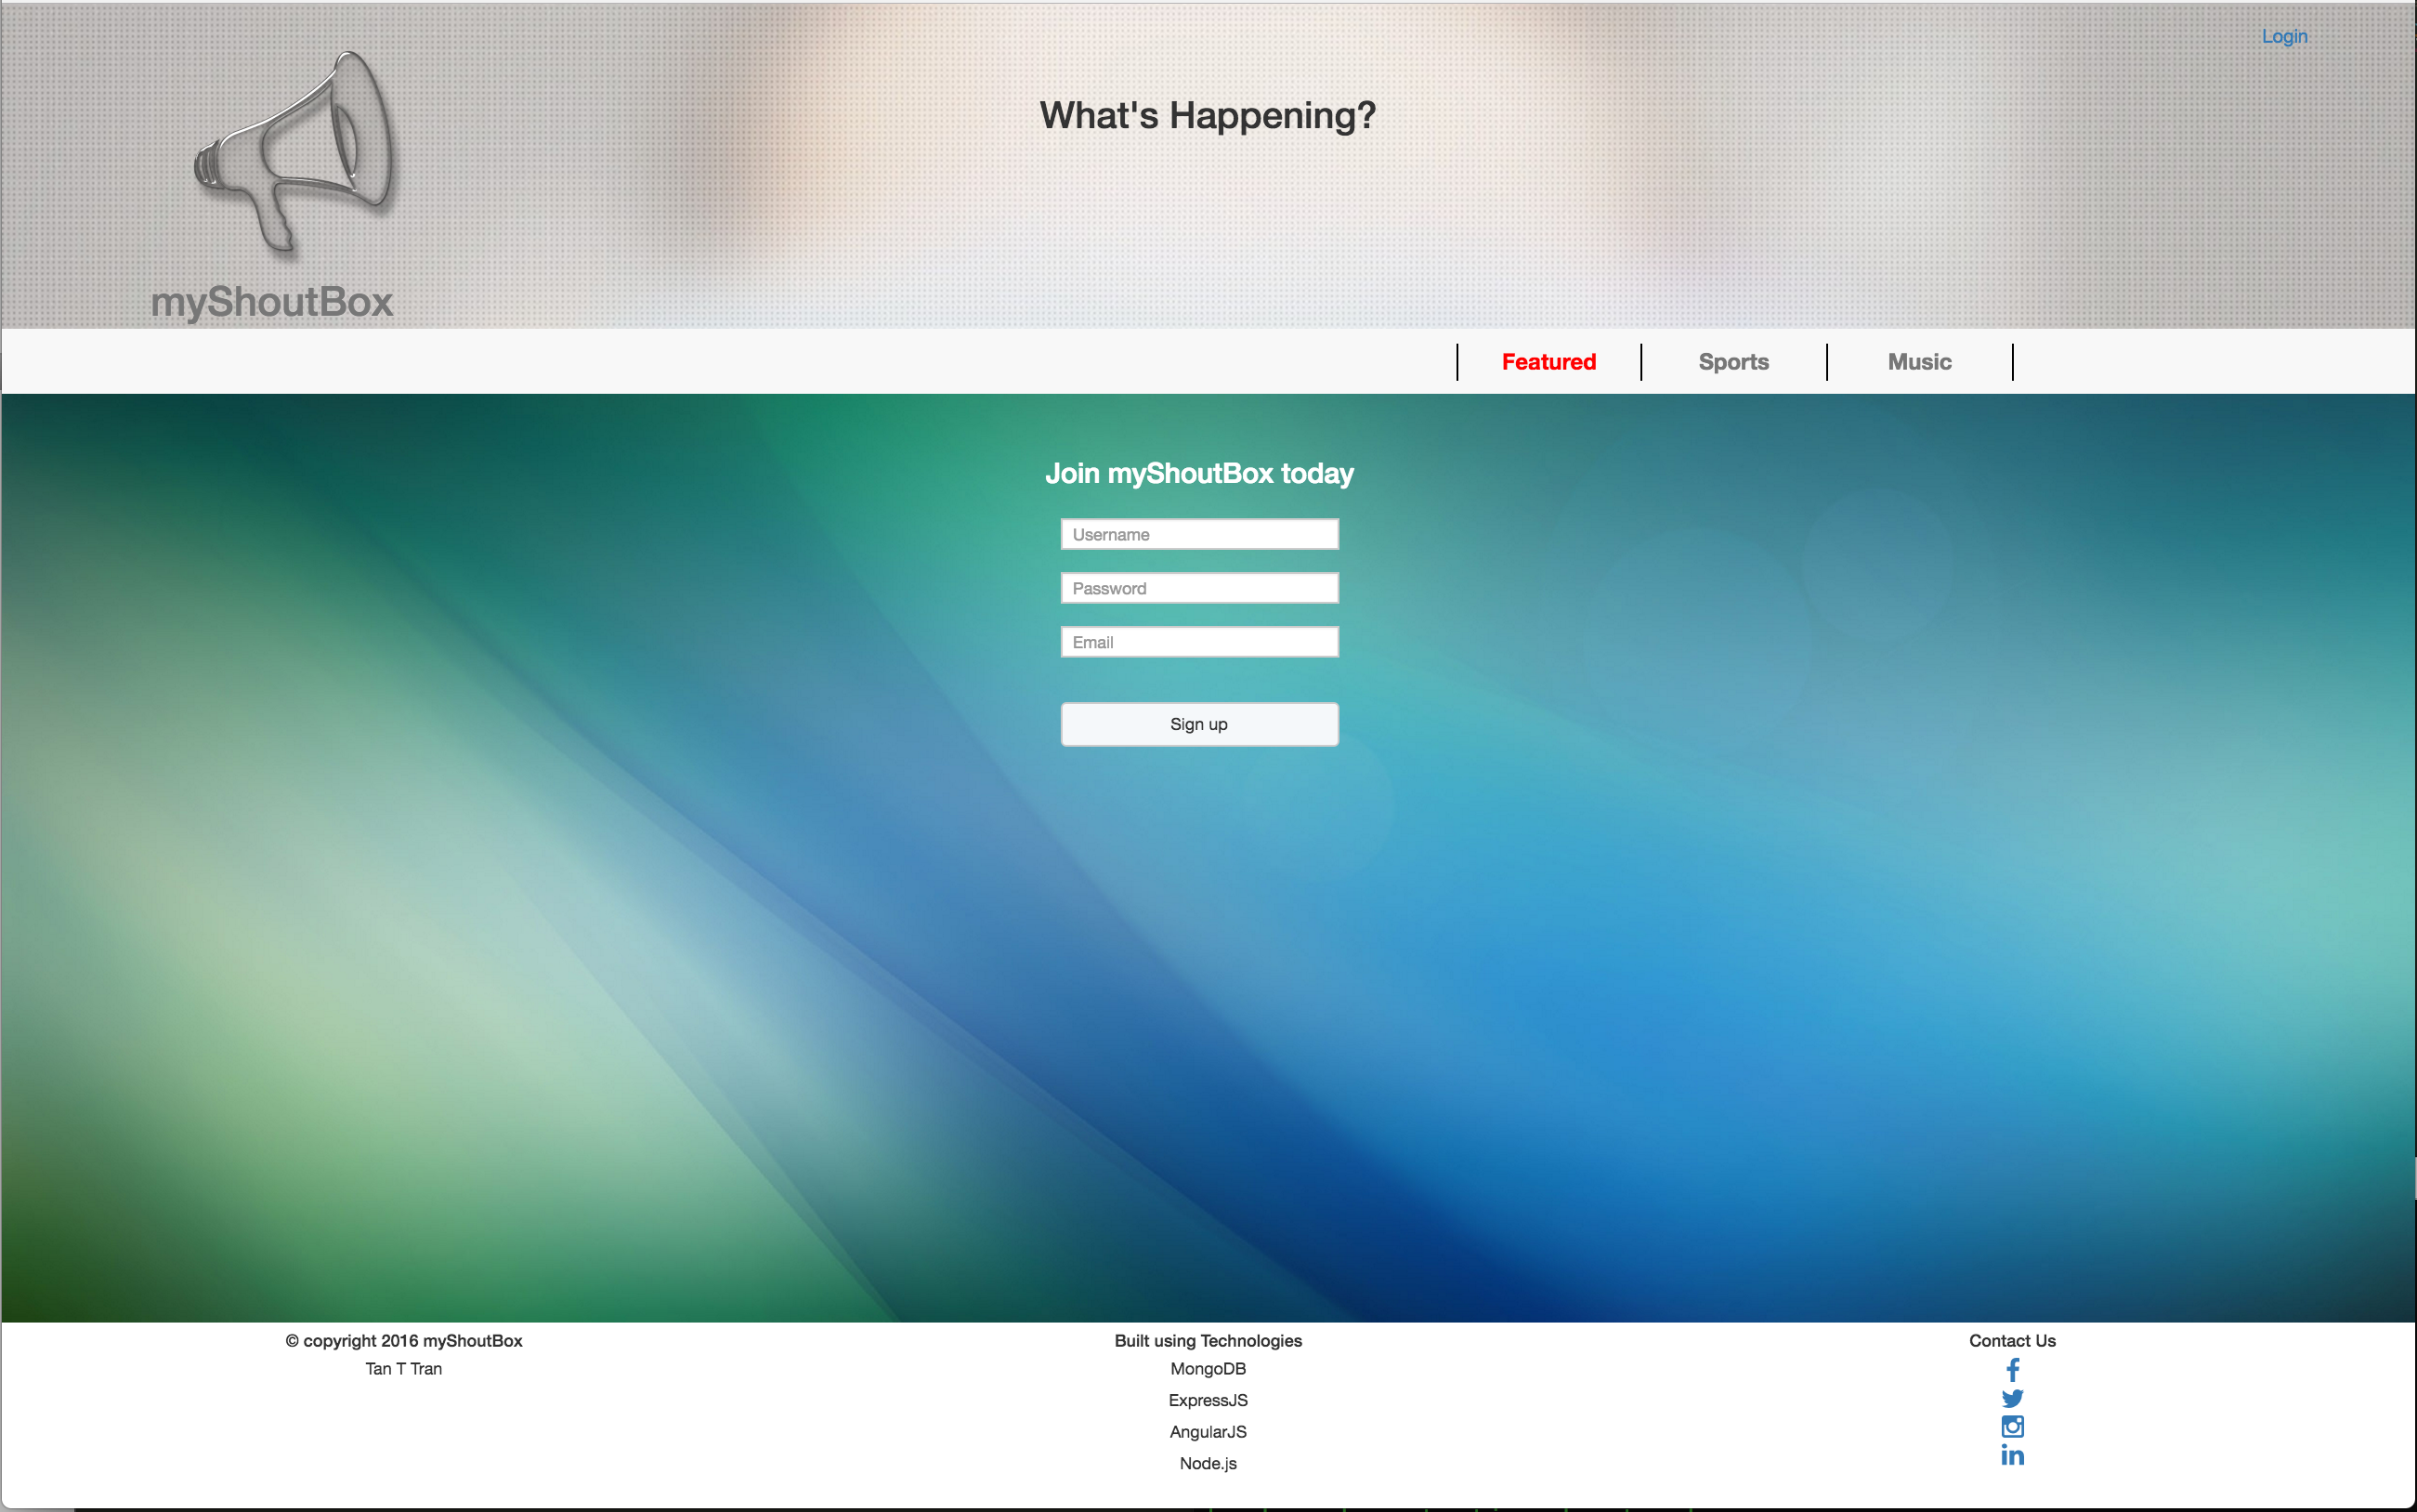 Login
What's Happening?
myShoutBox
Featured
Sports
Music
Join myShoutBox today
Username
Password
Email
Sign up
© copyright 2016 myShoutBox
Tan T Tran
Built using Technologies
MongoDB
ExpressJS
AngularJS
Node.js
Contact Us